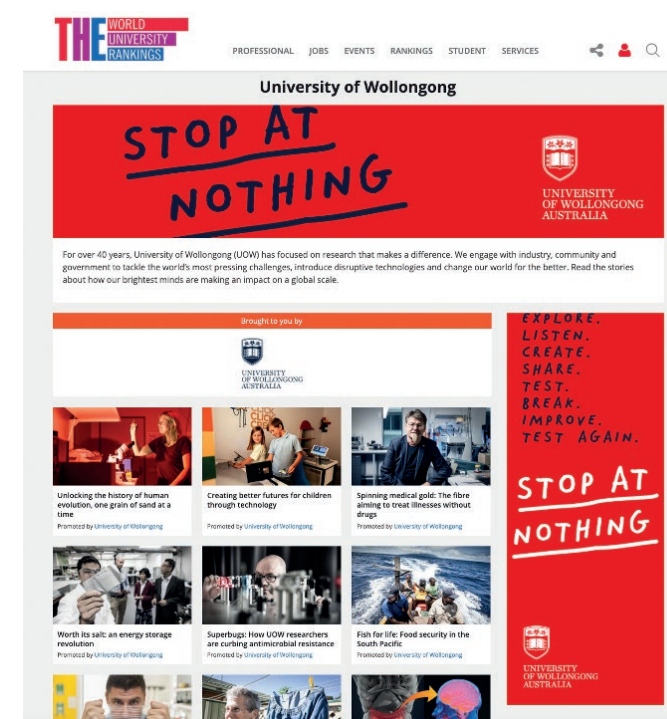 THE WORLD
UNIVERSITY
RANKINGS
PROFESSIONAL JOBS EVENTS RANKINGS STUDENT SERVICES
University of Wollongong
STOP AT
NOTHING
UNIVERSITY
OF WOLLONGONG
AUSTRALIA
For over 40 years, University of Wollongong (UOW) has focused on research that makes a difference. We engage with industry, community and
government to tackle the world's most pressing challenges, introduce disruptive technologies and change our world for the better. Read the stories
about how our brightest minds are making an impact on a global scale.
Brought to you by
UNIVERSITY
OF WOLLONGONG
AUSTRALIA
Unlocking the history of human
evolution, one grain of sand at a
time
Promoted by University of Wollongong
Creating better futures for children
through technology
Promoted by University of Wollongong
Spinning medical gold: The fibre
aiming to treat illnesses without
drugs
Promoted by University of Wollongong
Worth its salt: an energy storage
revolution
Promoted by University of Wollongong
Superbugs: How UOW researchers
are curbing antimicrobial resistance
Promoted by University of Wollongong
Fish for life: Food security in the
South Pacific
Promoted by University of Wollongong
EXPLORE.
LISTEN.
CREATE.
SHARE.
TEST.
BREAK.
IMPROVE.
TEST AGAIN.
STOP AT
NOTHING
UNIVERSITY
OF WOLLONGONG
AUSTRALIA